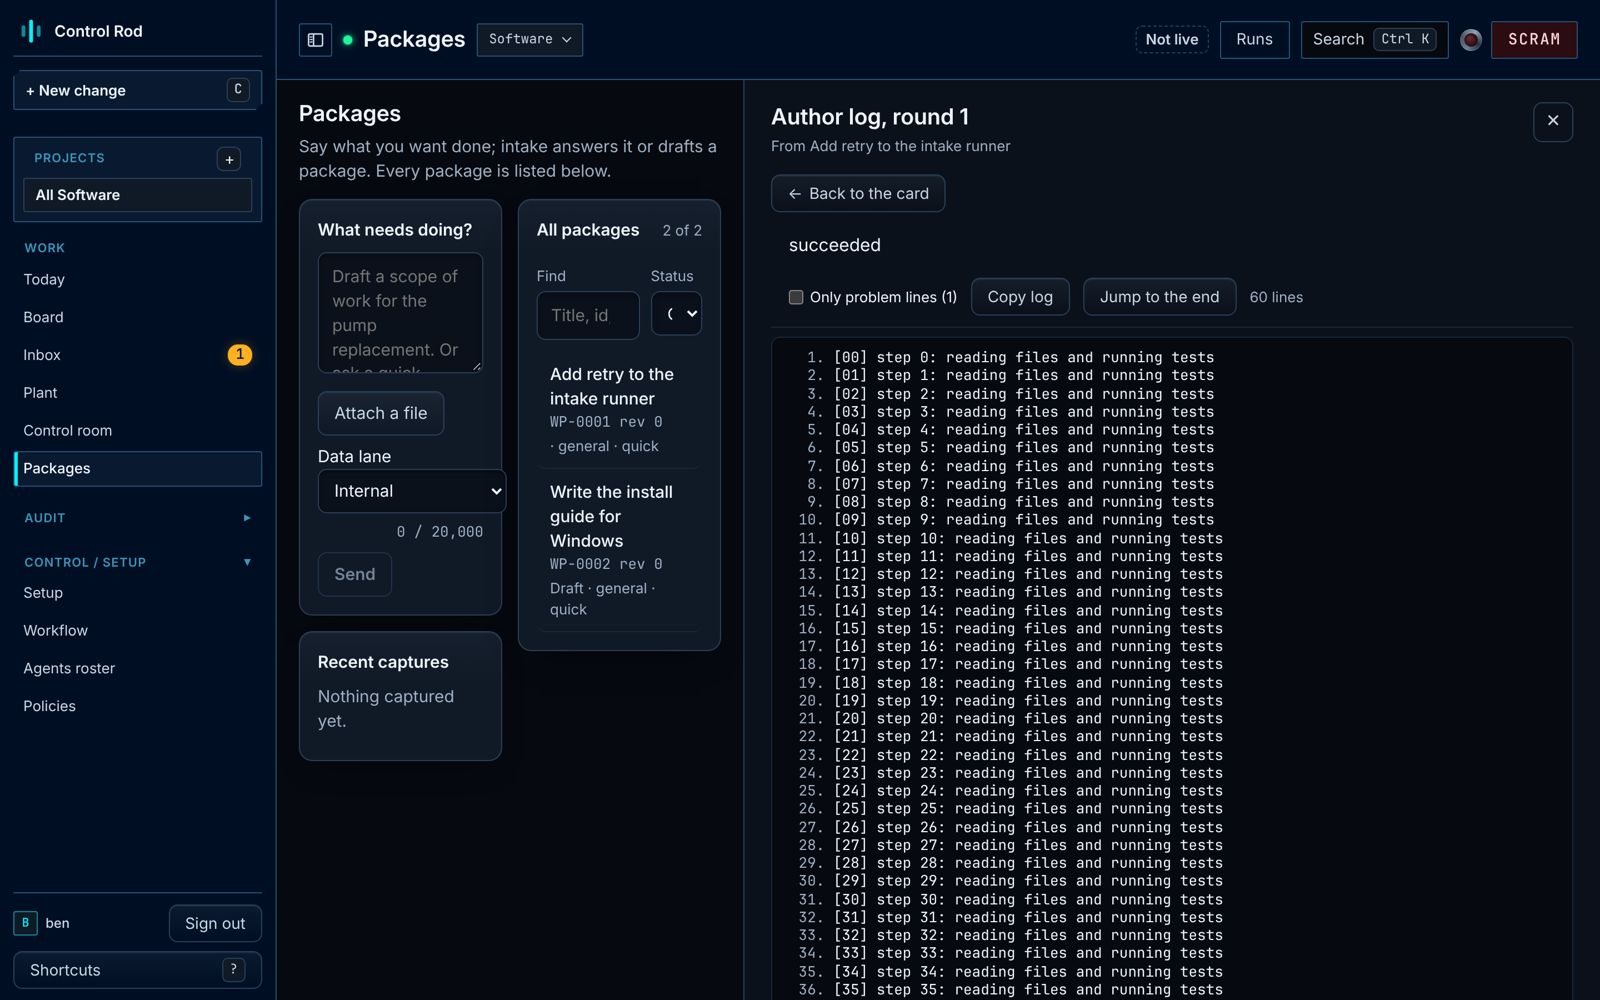 Control Rod
+ New change
C
PROJECTS
+
All Software
WORK
Today
Board
Inbox
1
Plant
Control room
Packages
AUDIT
CONTROL / SETUP
Setup
Workflow
Agents roster
Policies
B
ben
Sign out
Shortcuts
?
Packages
Software
Not live
Runs
Search
Ctrl K
SCRAM
Packages
Say what you want done; intake answers it or drafts a
package. Every package is listed below.
What needs doing?
Draft a scope of
work for the
pump
replacement. Or
Attach a file
Data lane
Internal
0 / 20,000
Send
Recent captures
Nothing captured
yet.
All packages
2 of 2
Find
Status
Title, id
Add retry to the
intake runner
WP-0001 rev 0
· general · quick
Write the install
guide for
Windows
WP-0002 rev 0
Draft · general ·
quick
Author log, round 1
From Add retry to the intake runner
← Back to the card
succeeded
Only problem lines (1)
Copy log
Jump to the end
60 lines
1. [00] step 0: reading files and running tests
2. [01] step 1: reading files and running tests
3. [02] step 2: reading files and running tests
4. [03] step 3: reading files and running tests
5. [04] step 4: reading files and running tests
6. [05] step 5: reading files and running tests
7. [06] step 6: reading files and running tests
8. [07] step 7: reading files and running tests
9. [08] step 8: reading files and running tests
10. [09] step 9: reading files and running tests
11. [10] step 10: reading files and running tests
12. [11] step 11: reading files and running tests
13. [12] step 12: reading files and running tests
14. [13] step 13: reading files and running tests
15. [14] step 14: reading files and running tests
16. [15] step 15: reading files and running tests
17. [16] step 16: reading files and running tests
18. [17] step 17: reading files and running tests
19. [18] step 18: reading files and running tests
20. [19] step 19: reading files and running tests
21. [20] step 20: reading files and running tests
22. [21] step 21: reading files and running tests
23. [22] step 22: reading files and running tests
24. [23] step 23: reading files and running tests
25. [24] step 24: reading files and running tests
26. [25] step 25: reading files and running tests
27. [26] step 26: reading files and running tests
28. [27] step 27: reading files and running tests
29. [28] step 28: reading files and running tests
30. [29] step 29: reading files and running tests
31. [30] step 30: reading files and running tests
32. [31] step 31: reading files and running tests
33. [32] step 32: reading files and running tests
34. [33] step 33: reading files and running tests
35. [34] step 34: reading files and running tests
36. [35] step 35: reading files and running tests